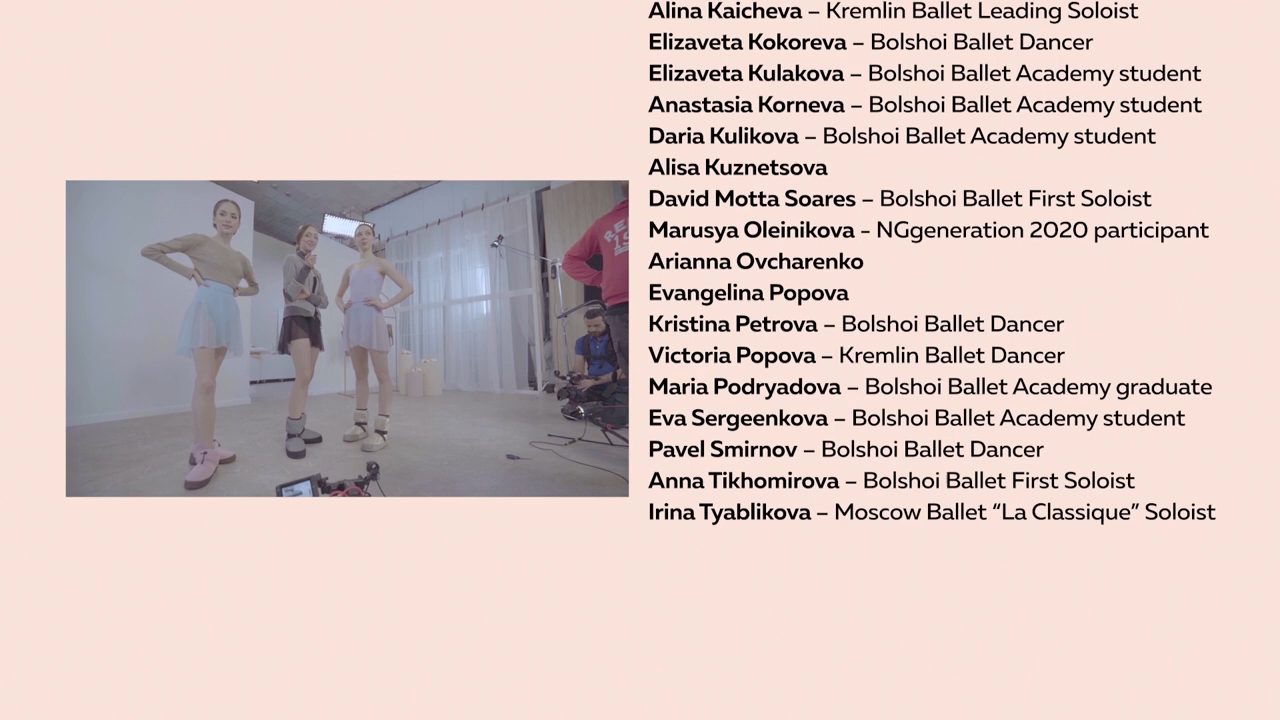 Alina Kaicheva – Kremlin Ballet Leading Soloist
Elizaveta Kokoreva – Bolshoi Ballet Dancer
Elizaveta Kulakova – Bolshoi Ballet Academy student
Anastasia Korneva – Bolshoi Ballet Academy student
Daria Kulikova – Bolshoi Ballet Academy student
Alisa Kuznetsova
David Motta Soares – Bolshoi Ballet First Soloist
Marusya Oleinikova - NGgeneration 2020 participant
Arianna Ovcharenko
Evangelina Popova
Kristina Petrova – Bolshoi Ballet Dancer
Victoria Popova – Kremlin Ballet Dancer
Maria Podryadova – Bolshoi Ballet Academy graduate
Eva Sergeenkova – Bolshoi Ballet Academy student
Pavel Smirnov – Bolshoi Ballet Dancer
Anna Tikhomirova – Bolshoi Ballet First Soloist
Irina Tyablikova – Moscow Ballet “La Classique” Soloist